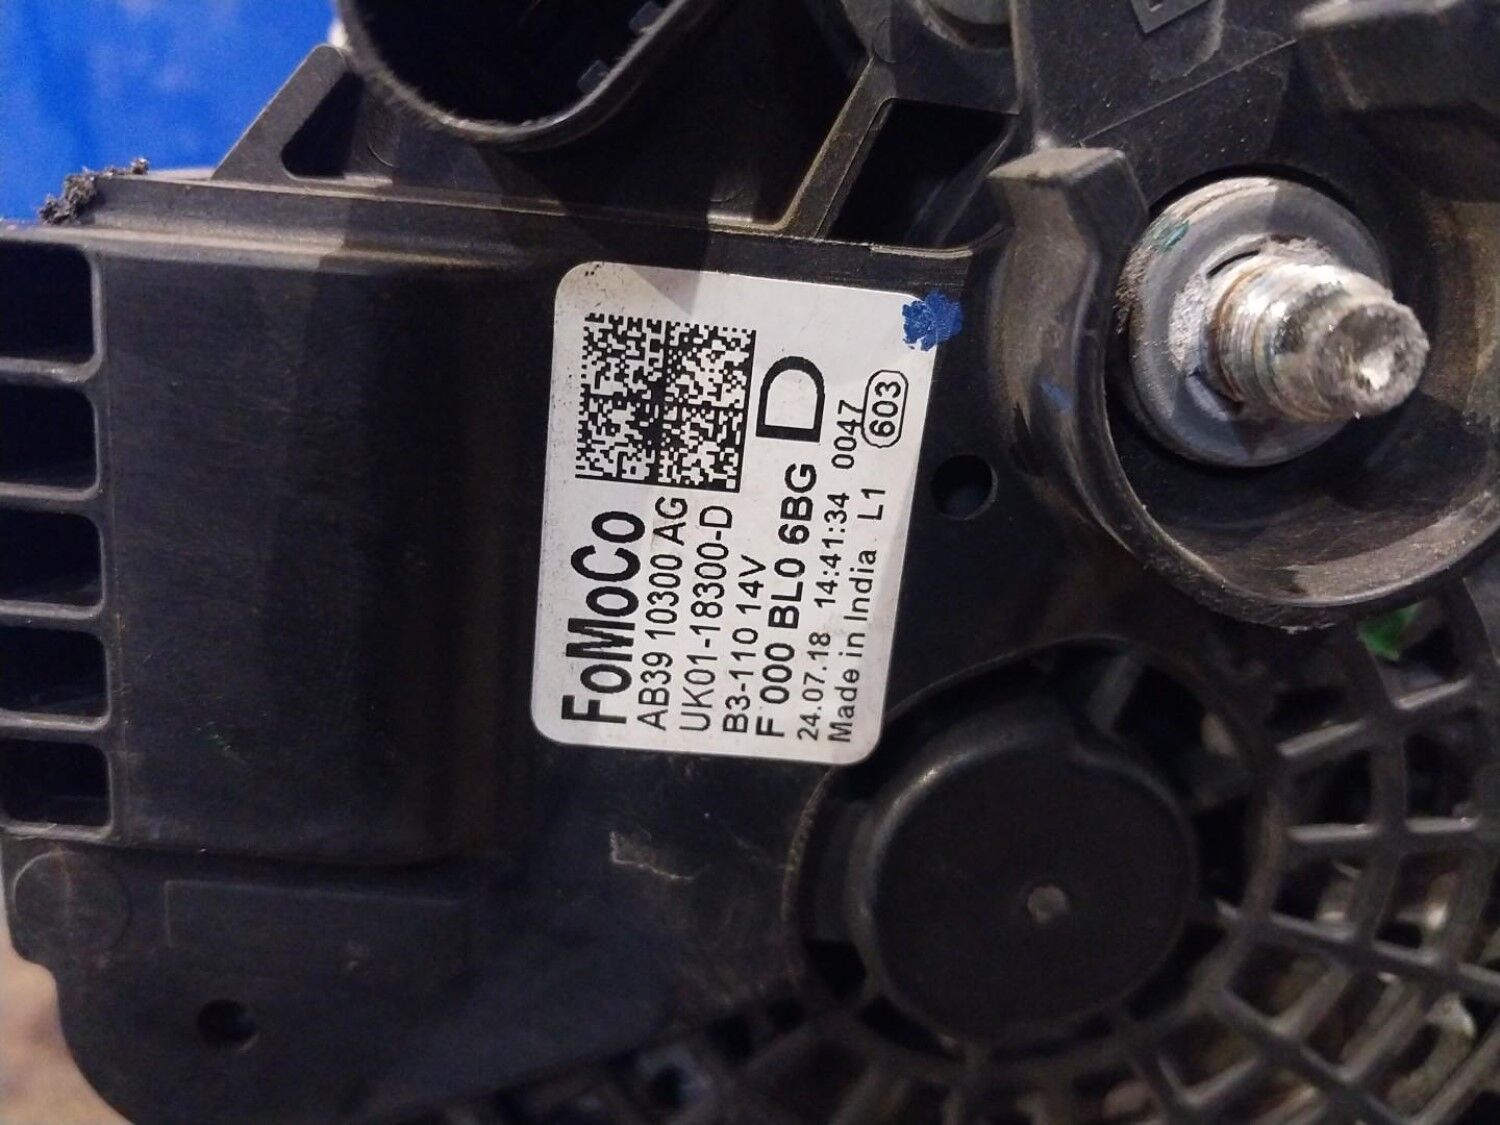 FoMoCo
AB39 10300 AG
UK01-18300-D
B3-110 14V
F 000 BL0 6BG D
24.07.18 14:41:34 0047
Made in India L1 603